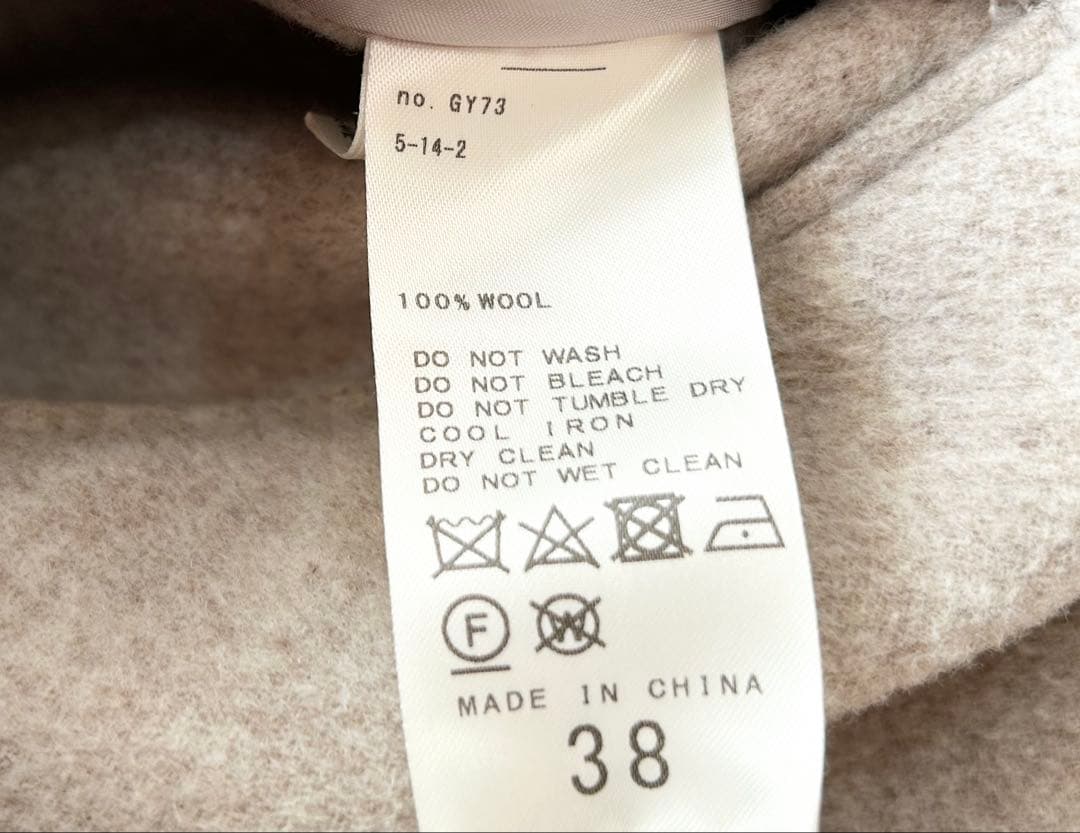 no. GY73
5-14-2
100% WOOL
DO NOT WASH
DO NOT BLEACH
DO NOT TUMBLE DRY
COOL IRON
DRY CLEAN
DO NOT WET CLEAN
F W
MADE IN CHINA
38